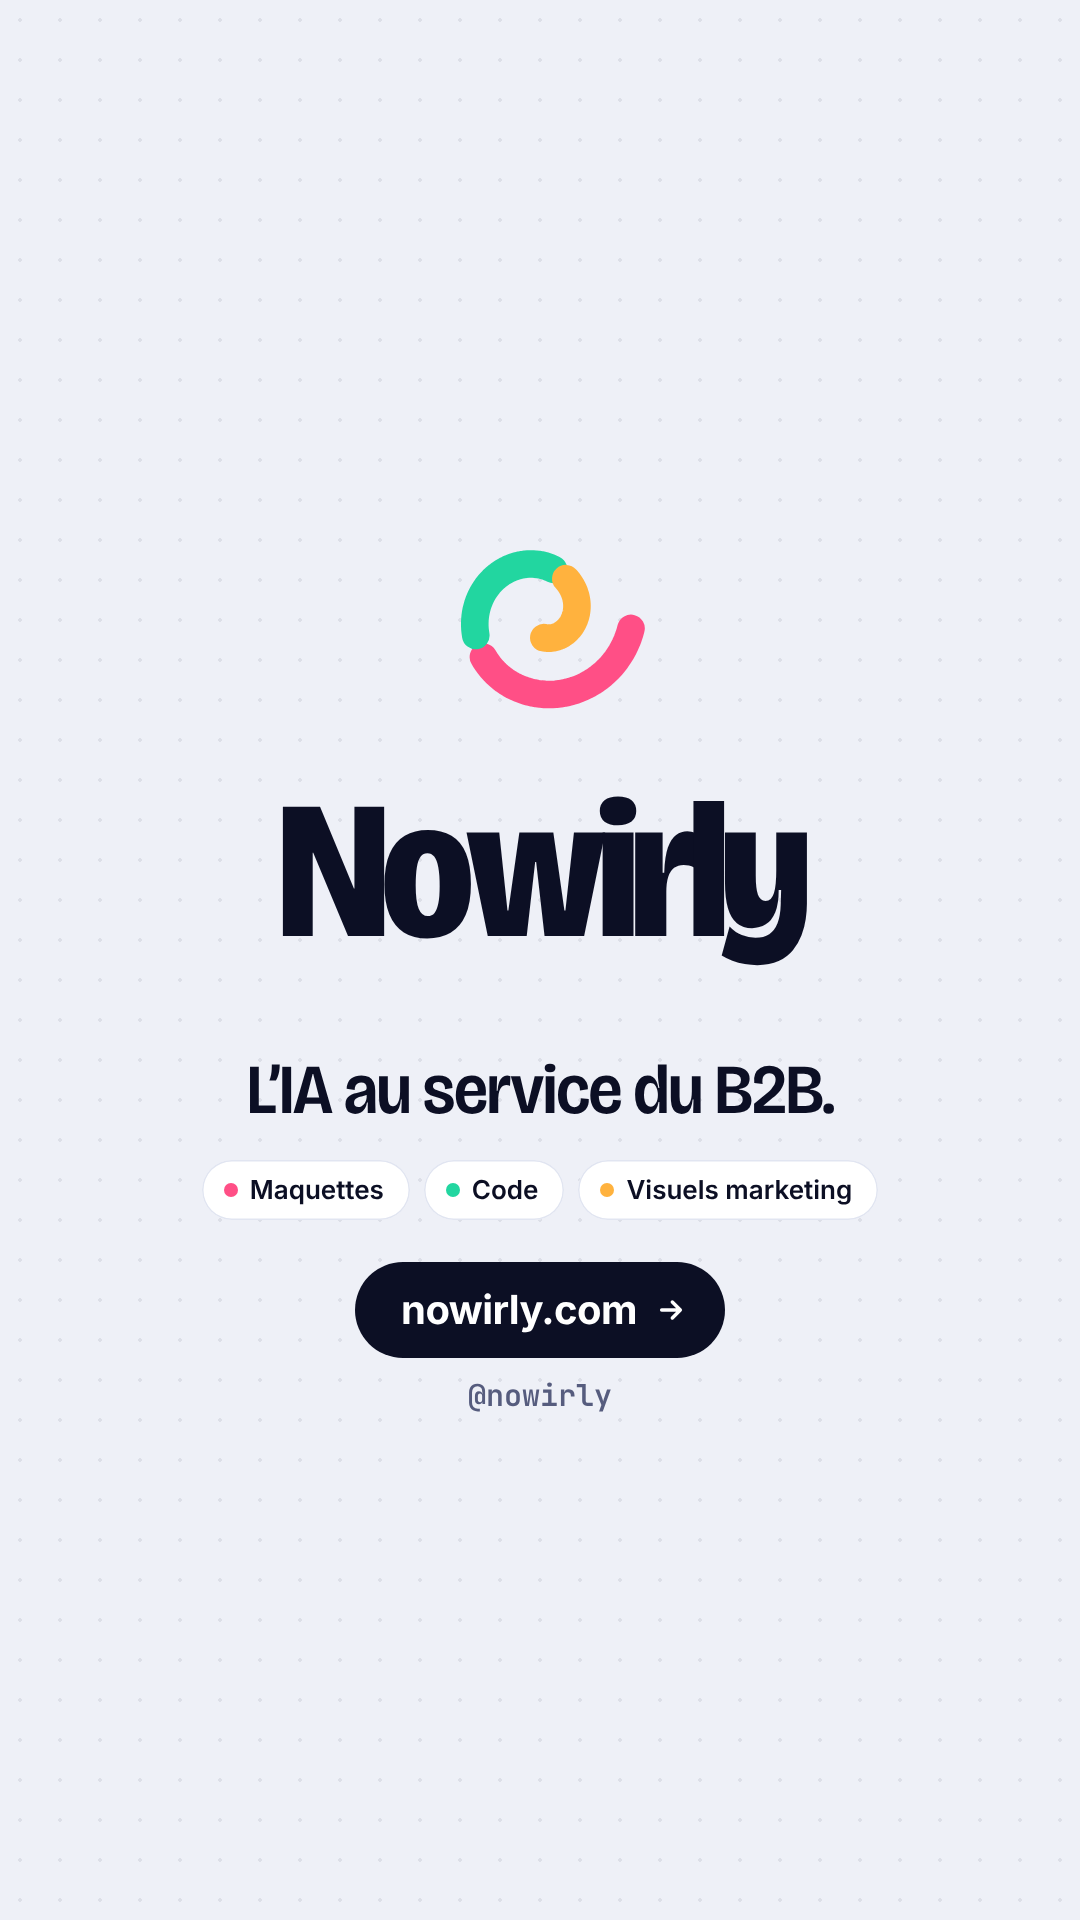 Nowirly
L’IA au service du B2B.
Maquettes Code Visuels marketing
nowirly.com →
@nowirly